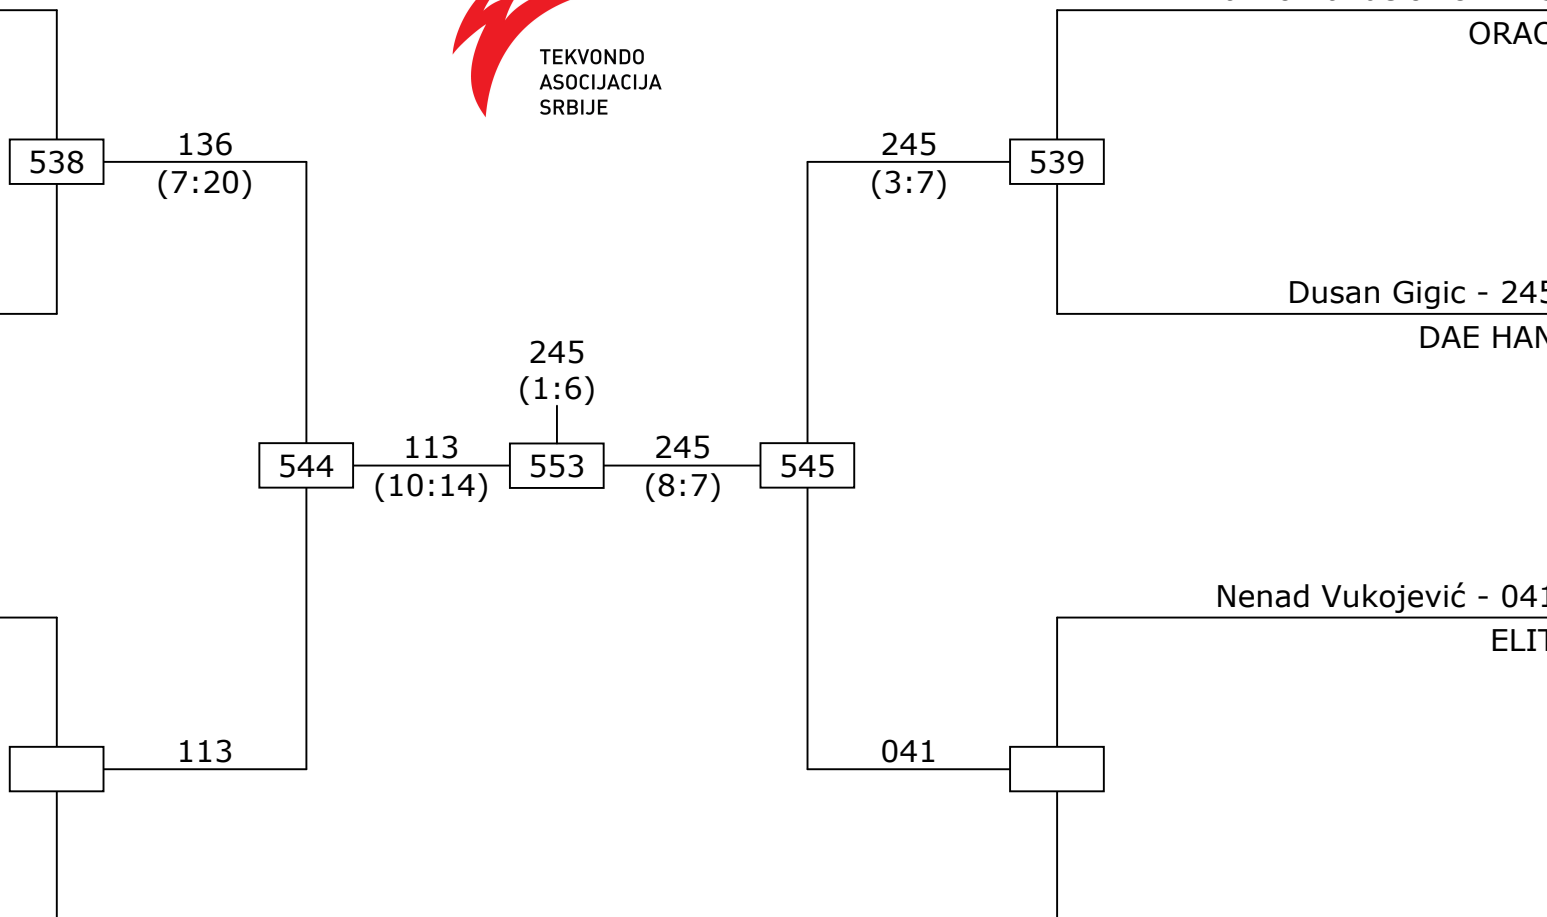 ORAO
TEKVONDO
ASOCIJACIJA
SRBIJE
136
245
538
539
(7:20)
(3:7)
Dusan Gigic - 245
DAE HAN
245
(1:6)
113
245
544
553
545
(10:14)
(8:7)
Nenad Vukojević - 041
ELIT
113
041